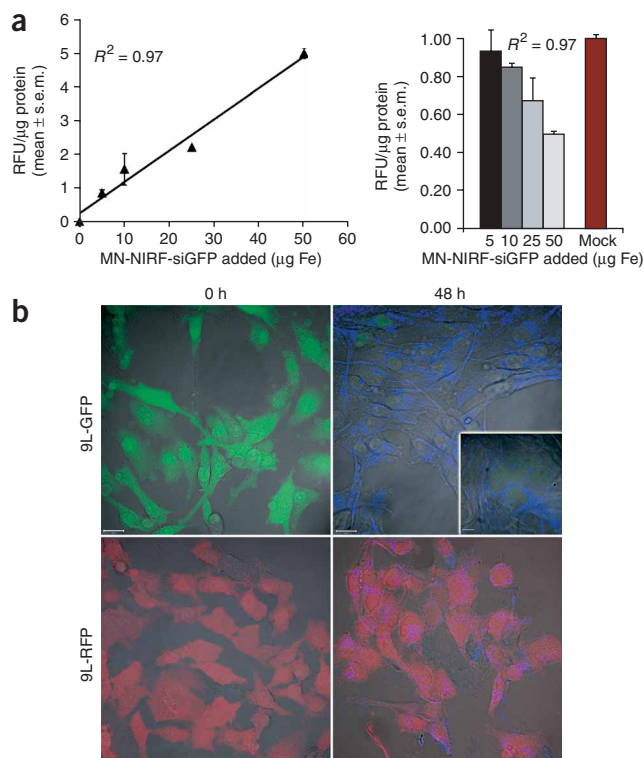 a
6
5
4
3
2
1
0
R² = 0.97
RFU/μg protein
(mean ± s.e.m.)
0 10 20 30 40 50 60
MN-NIRF-siGFP added (μg Fe)
1.00
0.80
0.60
0.40
0.20
0.00
R² = 0.97
RFU/μg protein
(mean ± s.e.m.)
5 10 25 50 Mock
MN-NIRF-siGFP added (μg Fe)
b
0 h 48 h
9L-GFP
9L-RFP